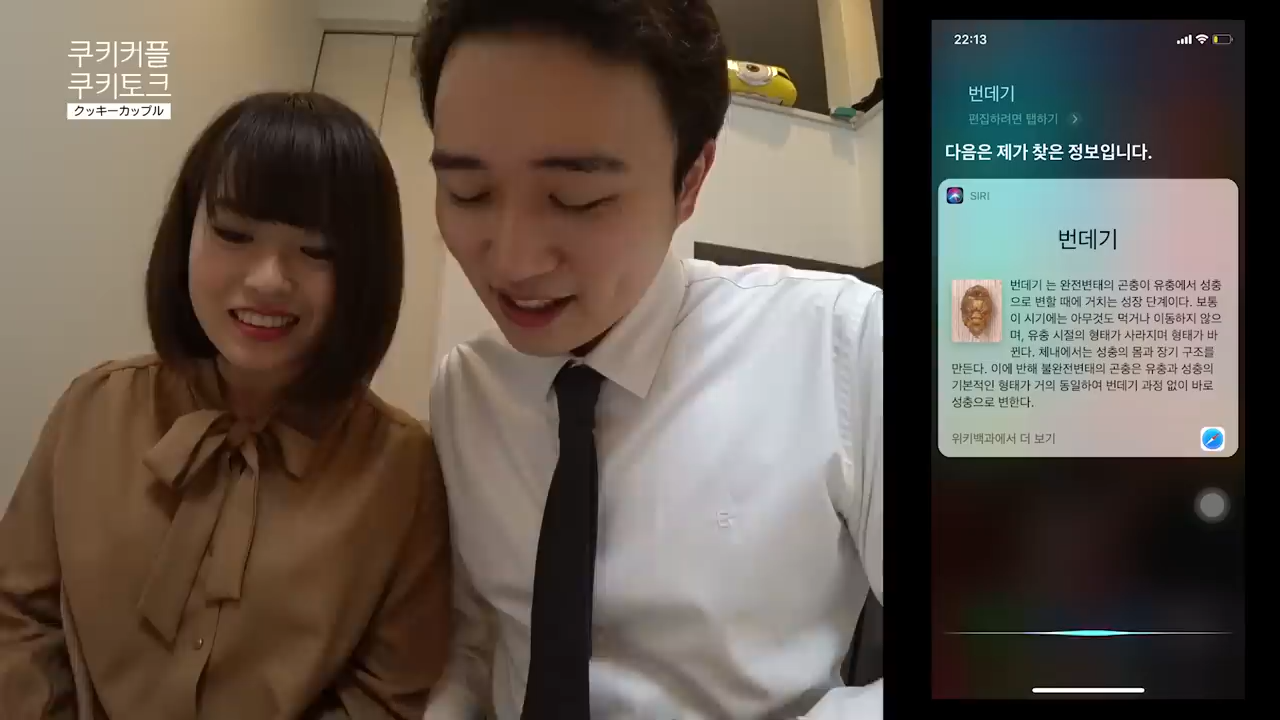 쿠키커플
쿠키토크
クッキーカップル
22:13
번데기
편집하려면 탭하기
다음은 제가 찾은 정보입니다.
SIRI
번데기
번데기 는 완전변태의 곤충이 유충에서 성충
으로 변할 때에 거치는 성장 단계이다. 보통
이 시기에는 아무것도 먹거나 이동하지 않으
며, 유충 시절의 형태가 사라지며 형태가 바
뀐다. 체내에서는 성충의 몸과 장기 구조를
만든다. 이에 반해 불완전변태의 곤충은 유충과 성충의
기본적인 형태가 거의 동일하여 번데기 과정 없이 바로
성충으로 변한다.
위키백과에서 더 보기